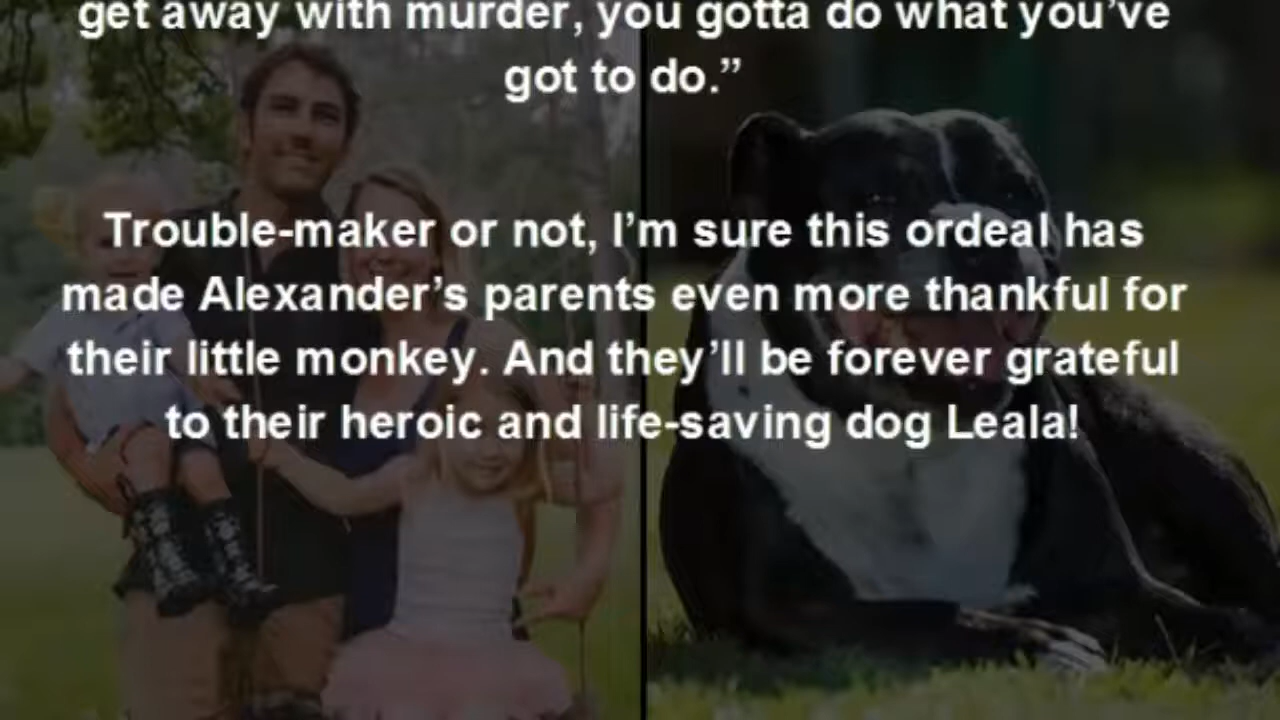 get away with murder, you gotta do what you’ve
got to do.”
Trouble-maker or not, I’m sure this ordeal has
made Alexander’s parents even more thankful for
their little monkey. And they’ll be forever grateful
to their heroic and life-saving dog Leala!